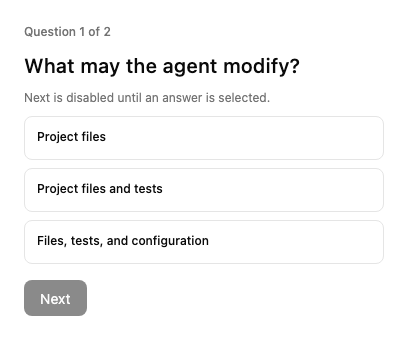 Question 1 of 2
What may the agent modify?
Next is disabled until an answer is selected.
Project files
Project files and tests
Files, tests, and configuration
Next